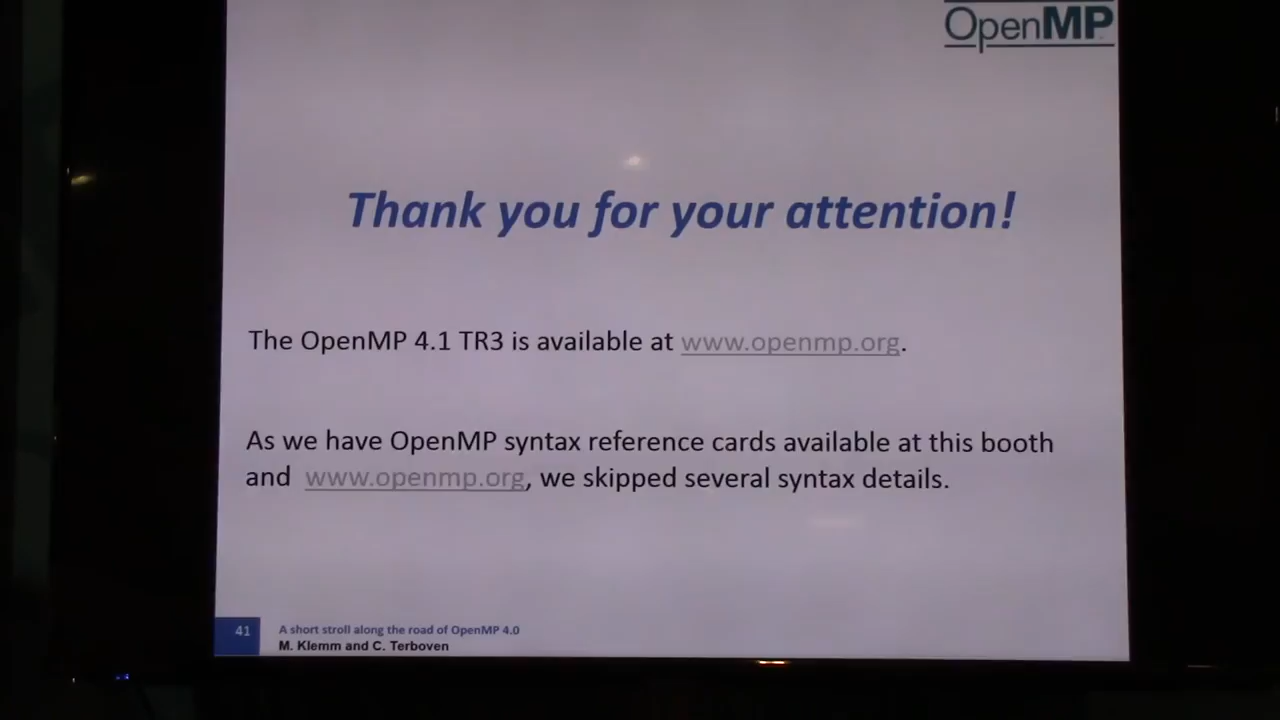 OpenMP
Thank you for your attention!
The OpenMP 4.1 TR3 is available at www.openmp.org.
As we have OpenMP syntax reference cards available at this booth
and www.openmp.org, we skipped several syntax details.
41
A short stroll along the road of OpenMP 4.0
M. Klemm and C. Terboven